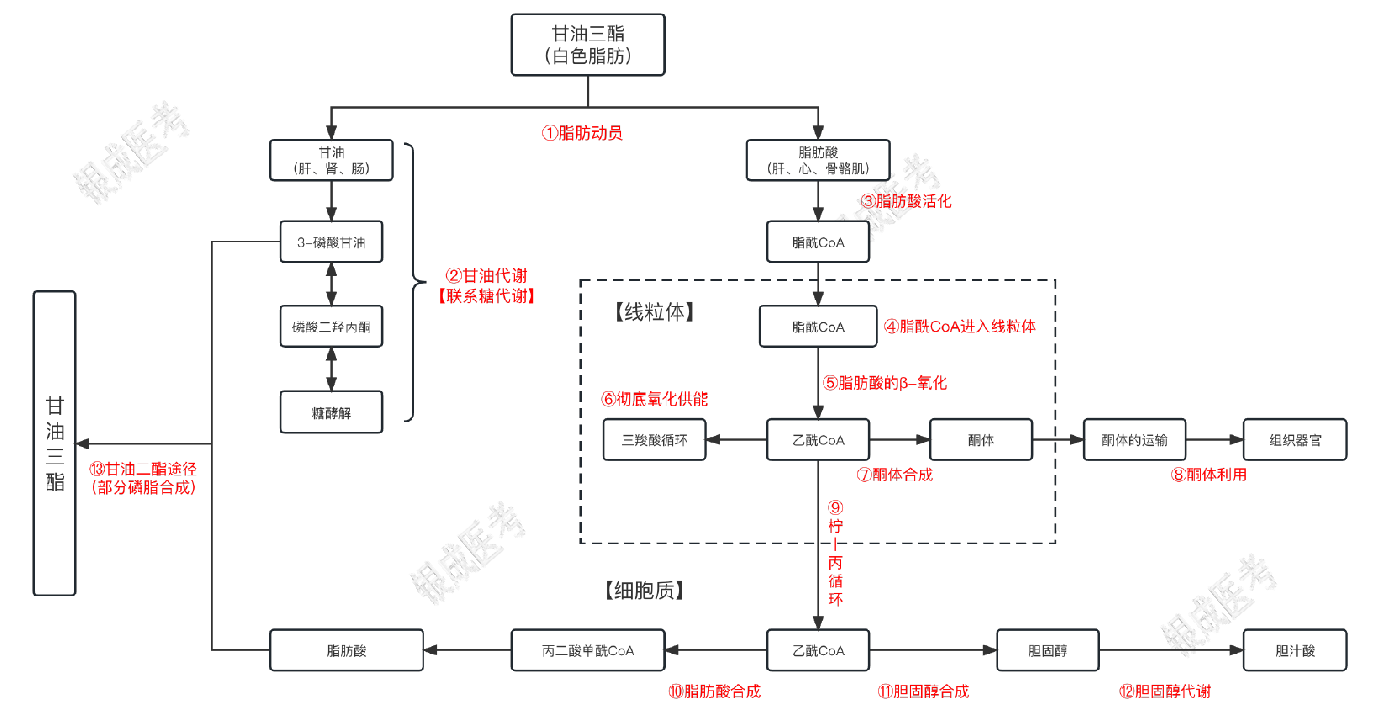 甘油三酯
（白色脂肪）
①脂肪动员
甘油
（肝、肾、肠）
脂肪酸
（肝、心、骨骼肌）
③脂肪酸活化
3-磷酸甘油
脂酰CoA
②甘油代谢
【联系糖代谢】
【线粒体】
磷酸二羟丙酮
脂酰CoA
④脂酰CoA进入线粒体
⑤脂肪酸的β-氧化
⑥彻底氧化供能
糖酵解
甘油三酯
三羧酸循环
乙酰CoA
酮体
酮体的运输
组织器官
⑬甘油二酯途径
（部分磷脂合成）
⑦酮体合成
⑧酮体利用
⑨柠一丙循环
【细胞质】
脂肪酸
丙二酸单酰CoA
乙酰CoA
胆固醇
胆汁酸
⑩脂肪酸合成
⑪胆固醇合成
⑫胆固醇代谢
银成医考
银成医考
银成医考
银成医考